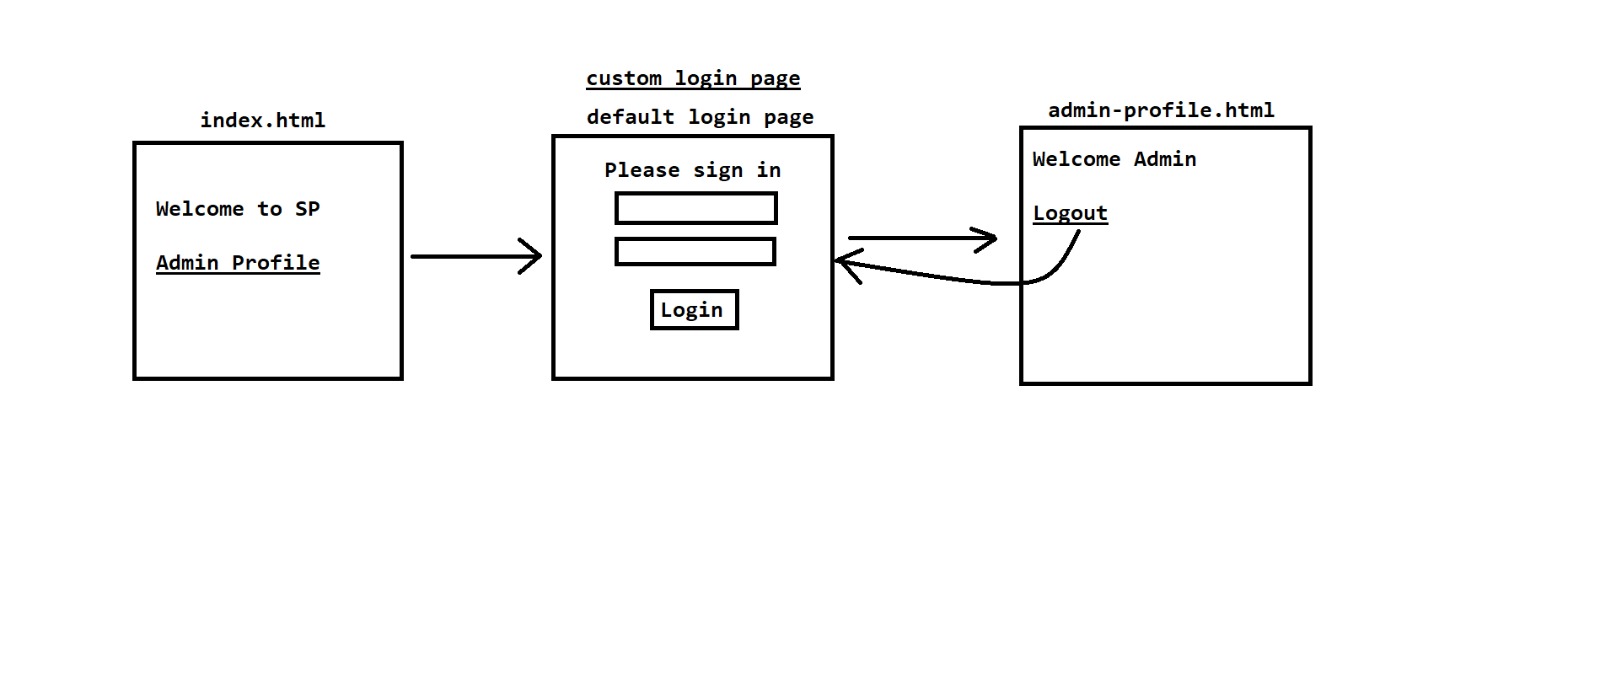 index.html
Welcome to SP
Admin Profile
custom login page
default login page
Please sign in
Login
admin-profile.html
Welcome Admin
Logout